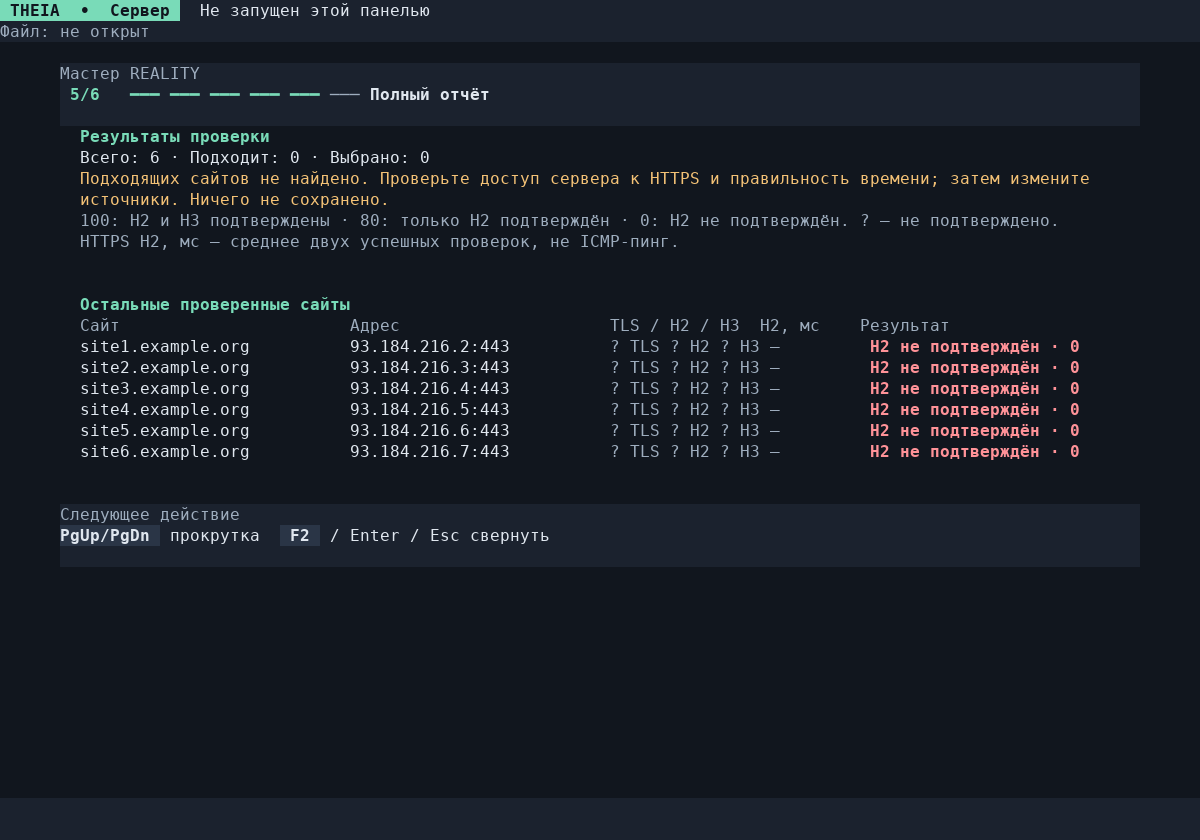 THEIA • Сервер Не запущен этой панелью
Файл: не открыт
Мастер REALITY
5/6 ━━━ ━━━ ━━━ ━━━ ━━━ ─── Полный отчёт
Результаты проверки
Всего: 6 · Подходит: 0 · Выбрано: 0
Подходящих сайтов не найдено. Проверьте доступ сервера к HTTPS и правильность времени; затем измените
источники. Ничего не сохранено.
100: H2 и H3 подтверждены · 80: только H2 подтверждён · 0: H2 не подтверждён. ? — не подтверждено.
HTTPS H2, мс — среднее двух успешных проверок, не ICMP-пинг.
Остальные проверенные сайты
Сайт Адрес TLS / H2 / H3 H2, мс Результат
site1.example.org 93.184.216.2:443 ? TLS ? H2 ? H3 — H2 не подтверждён · 0
site2.example.org 93.184.216.3:443 ? TLS ? H2 ? H3 — H2 не подтверждён · 0
site3.example.org 93.184.216.4:443 ? TLS ? H2 ? H3 — H2 не подтверждён · 0
site4.example.org 93.184.216.5:443 ? TLS ? H2 ? H3 — H2 не подтверждён · 0
site5.example.org 93.184.216.6:443 ? TLS ? H2 ? H3 — H2 не подтверждён · 0
site6.example.org 93.184.216.7:443 ? TLS ? H2 ? H3 — H2 не подтверждён · 0
Следующее действие
PgUp/PgDn прокрутка F2 / Enter / Esc свернуть